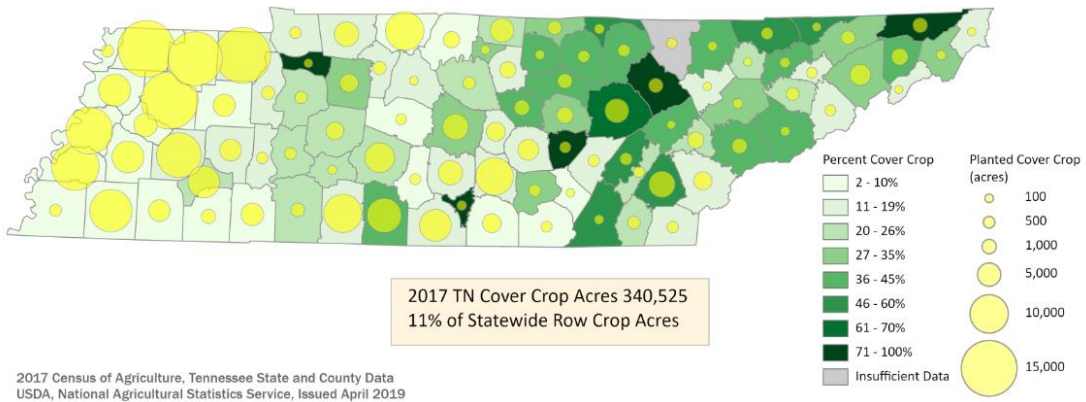 Percent Cover Crop
2 - 10%
11 - 19%
20 - 26%
27 - 35%
36 - 45%
46 - 60%
61 - 70%
71 - 100%
Insufficient Data
Planted Cover Crop
(acres)
100
500
1,000
5,000
10,000
15,000
2017 TN Cover Crop Acres 340,525
11% of Statewide Row Crop Acres
2017 Census of Agriculture, Tennessee State and County Data
USDA, National Agricultural Statistics Service, Issued April 2019